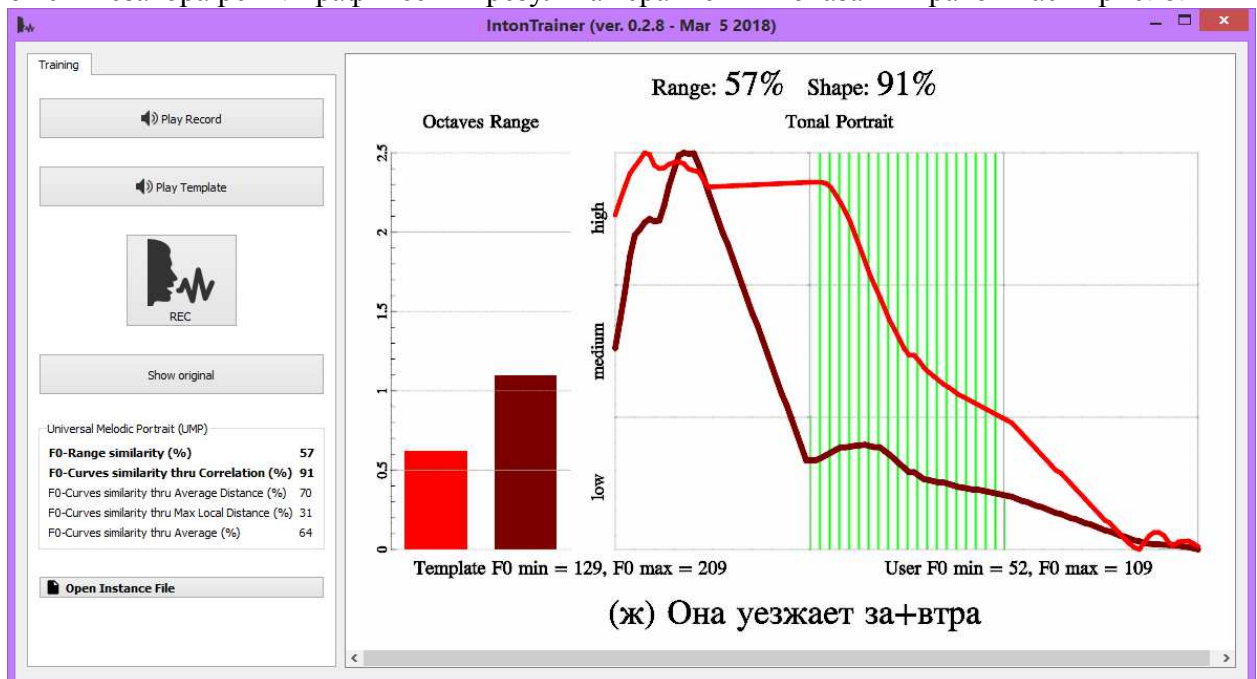 IntonTrainer (ver. 0.2.8 - Mar 5 2018)
Training
Play Record
Play Template
REC
Show original
Universal Melodic Portrait (UMP)
F0-Range similarity (%) 57
F0-Curves similarity thru Correlation (%) 91
F0-Curves similarity thru Average Distance (%) 70
F0-Curves similarity thru Max Local Distance (%) 31
F0-Curves similarity thru Average (%) 64
Open Instance File
Range: 57% Shape: 91%
Octaves Range
Tonal Portrait
2.5
2
1.5
1
0.5
0
high
medium
low
Template F0 min = 129, F0 max = 209
User F0 min = 52, F0 max = 109
(ж) Она уезжает за+втра